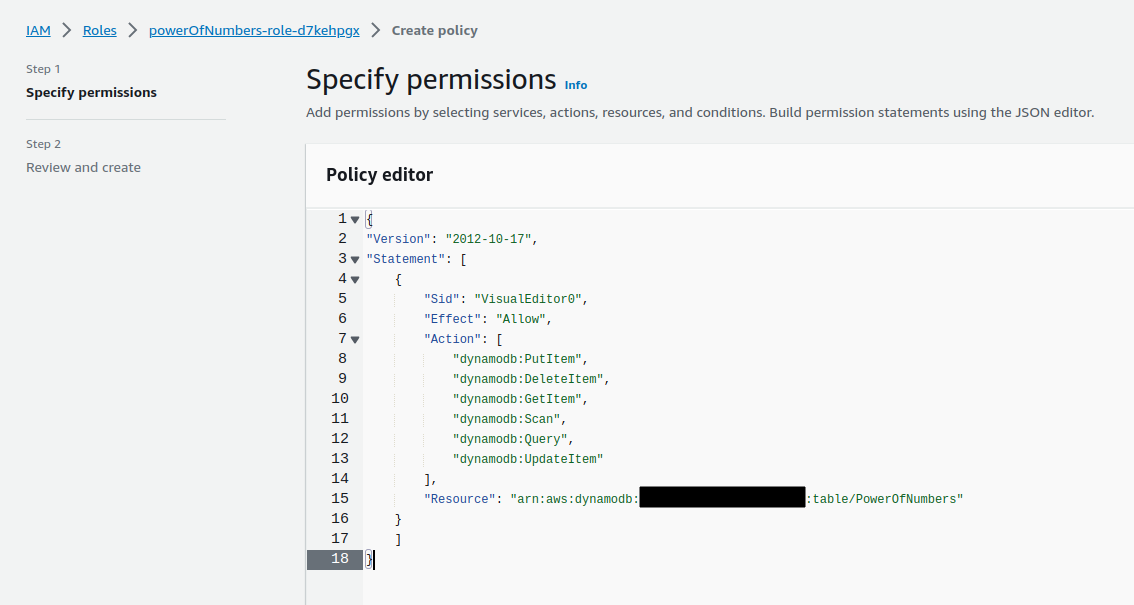 IAM > Roles > powerOfNumbers-role-d7kehpgx > Create policy
Step 1
Specify permissions
Step 2
Review and create
Specify permissions Info
Add permissions by selecting services, actions, resources, and conditions. Build permission statements using the JSON editor.
Policy editor
1 {
2 "Version": "2012-10-17",
3 "Statement": [
4 {
5 "Sid": "VisualEditor0",
6 "Effect": "Allow",
7 "Action": [
8 "dynamodb:PutItem",
9 "dynamodb:DeleteItem",
10 "dynamodb:GetItem",
11 "dynamodb:Scan",
12 "dynamodb:Query",
13 "dynamodb:UpdateItem"
14 ],
15 "Resource": "arn:aws:dynamodb: :table/PowerOfNumbers"
16 }
17 ]
18 }